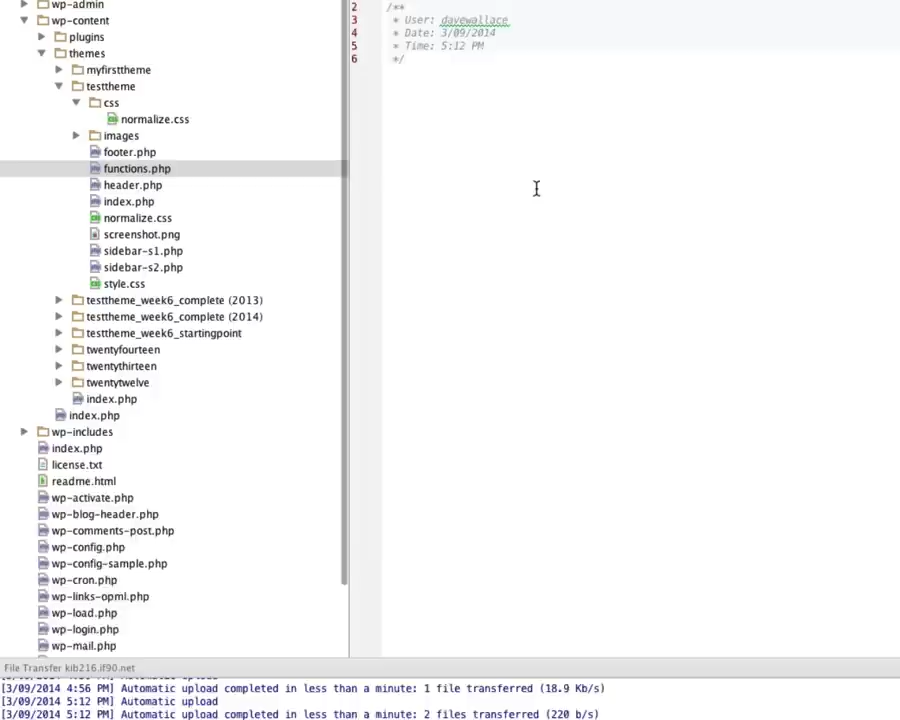 wp-admin
wp-content
plugins
themes
myfirsttheme
testtheme
css
normalize.css
images
footer.php
functions.php
header.php
index.php
normalize.css
screenshot.png
sidebar-s1.php
sidebar-s2.php
style.css
testtheme_week6_complete (2013)
testtheme_week6_complete (2014)
testtheme_week6_startingpoint
twentyfourteen
twentythirteen
twentytwelve
index.php
index.php
wp-includes
index.php
license.txt
readme.html
wp-activate.php
wp-blog-header.php
wp-comments-post.php
wp-config.php
wp-config-sample.php
wp-cron.php
wp-links-opml.php
wp-load.php
wp-login.php
wp-mail.php
2 /**
3 * User: davewallace
4 * Date: 3/09/2014
5 * Time: 5:12 PM
6 */
File Transfer kib216.if90.net
[3/09/2014 4:56 PM] Automatic upload completed in less than a minute: 1 file transferred (18.9 Kb/s)
[3/09/2014 5:12 PM] Automatic upload
[3/09/2014 5:12 PM] Automatic upload completed in less than a minute: 2 files transferred (220 b/s)